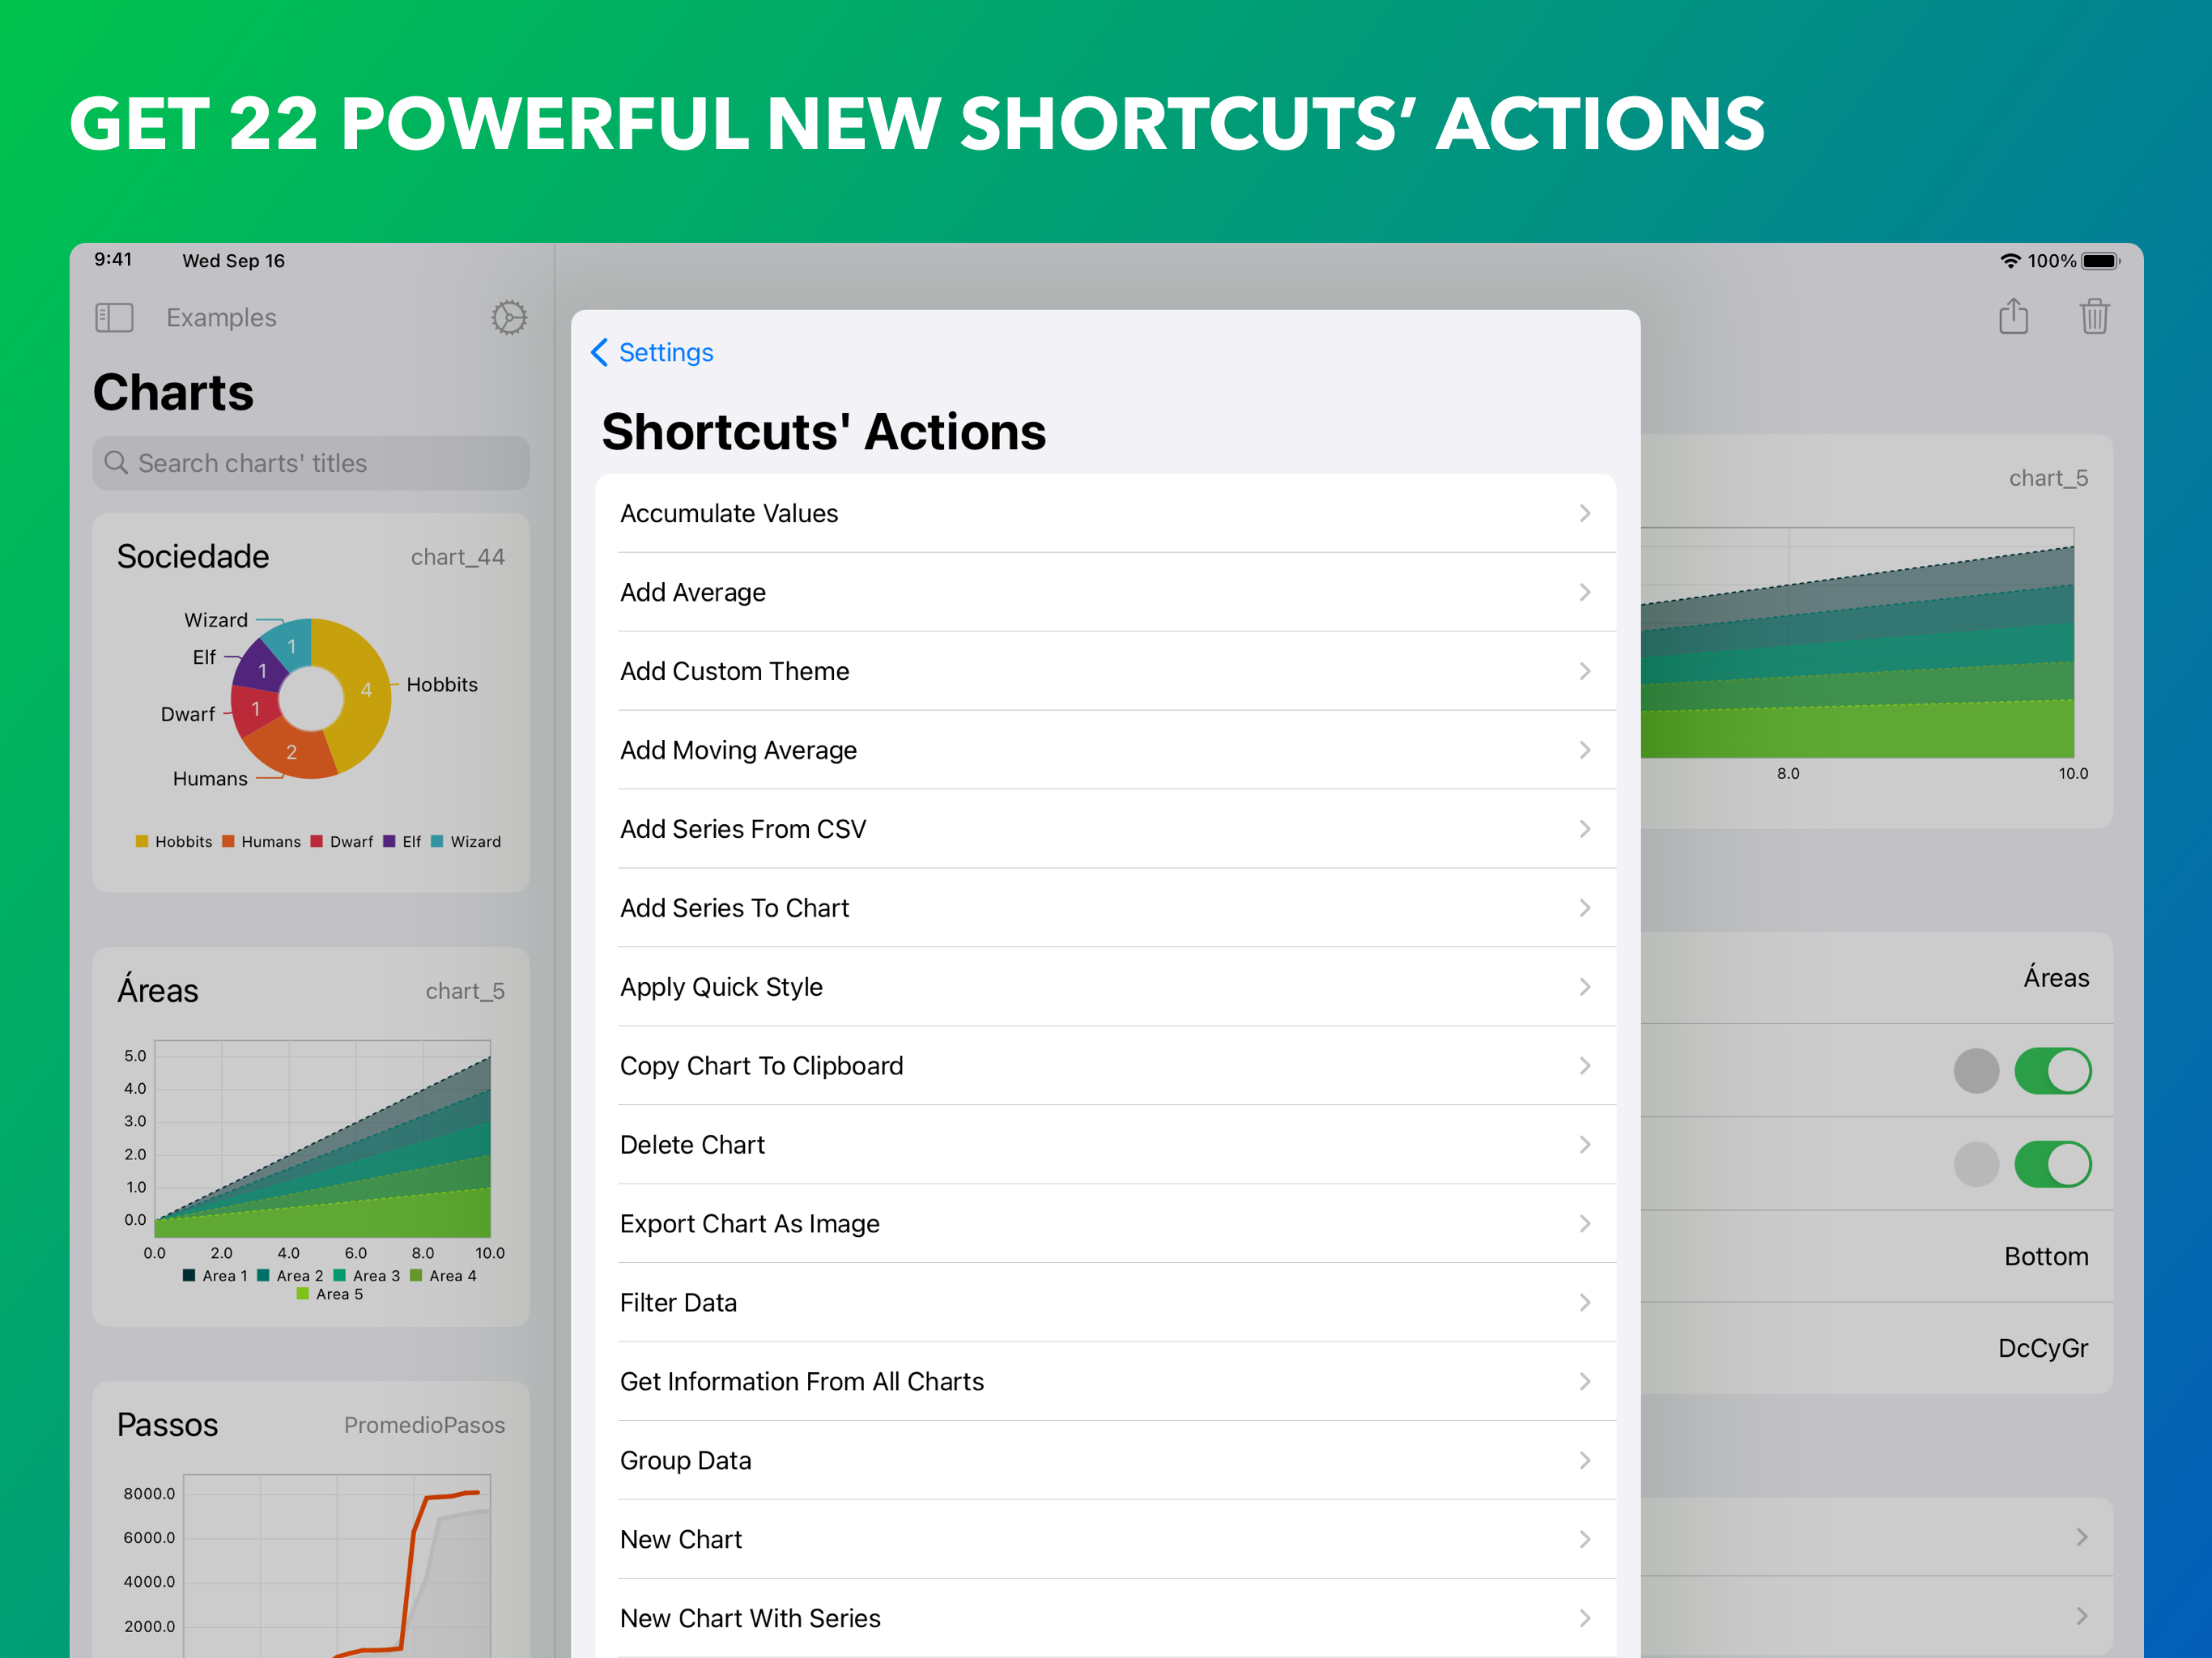 GET 22 POWERFUL NEW SHORTCUTS’ ACTIONS
9:41
Wed Sep 16
100%
Examples
Charts
Search charts' titles
Sociedade
chart_44
Wizard
Elf
Dwarf
Humans
Hobbits
1
1
1
2
4
Hobbits
Humans
Dwarf
Elf
Wizard
Áreas
chart_5
5.0
4.0
3.0
2.0
1.0
0.0
0.0 2.0 4.0 6.0 8.0 10.0
Area 1 Area 2 Area 3 Area 4
Area 5
Passos
PromedioPasos
8000.0
6000.0
4000.0
2000.0
Settings
Shortcuts' Actions
Accumulate Values
Add Average
Add Custom Theme
Add Moving Average
Add Series From CSV
Add Series To Chart
Apply Quick Style
Copy Chart To Clipboard
Delete Chart
Export Chart As Image
Filter Data
Get Information From All Charts
Group Data
New Chart
New Chart With Series
chart_5
8.0 10.0
Áreas
Bottom
DcCyGr